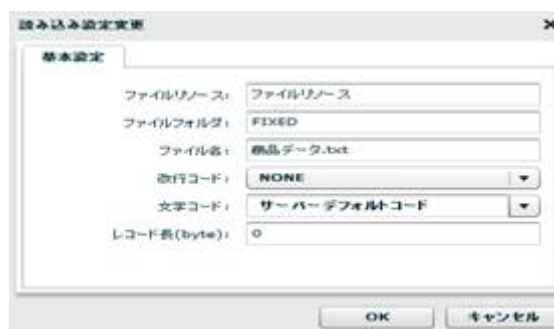 読み込み設定変更
基本設定
ファイルリソース: ファイルリソース
ファイルフォルダ: FIXED
ファイル名: 商品データ.txt
改行コード: NONE
文字コード: サーバーデフォルトコード
レコード長(byte): 0
OK キャンセル